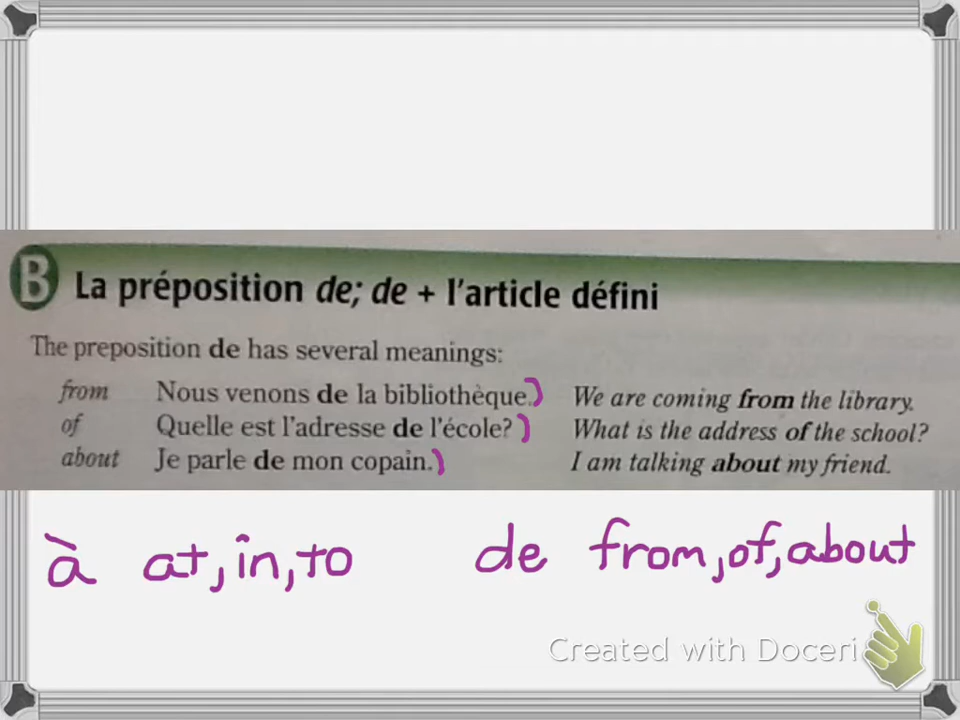 B La préposition de; de + l'article défini
The preposition de has several meanings:
from Nous venons de la bibliothèque. We are coming from the library.
of Quelle est l'adresse de l'école? What is the address of the school?
about Je parle de mon copain. I am talking about my friend.
à at, in, to de from, of, about
Created with Doceri